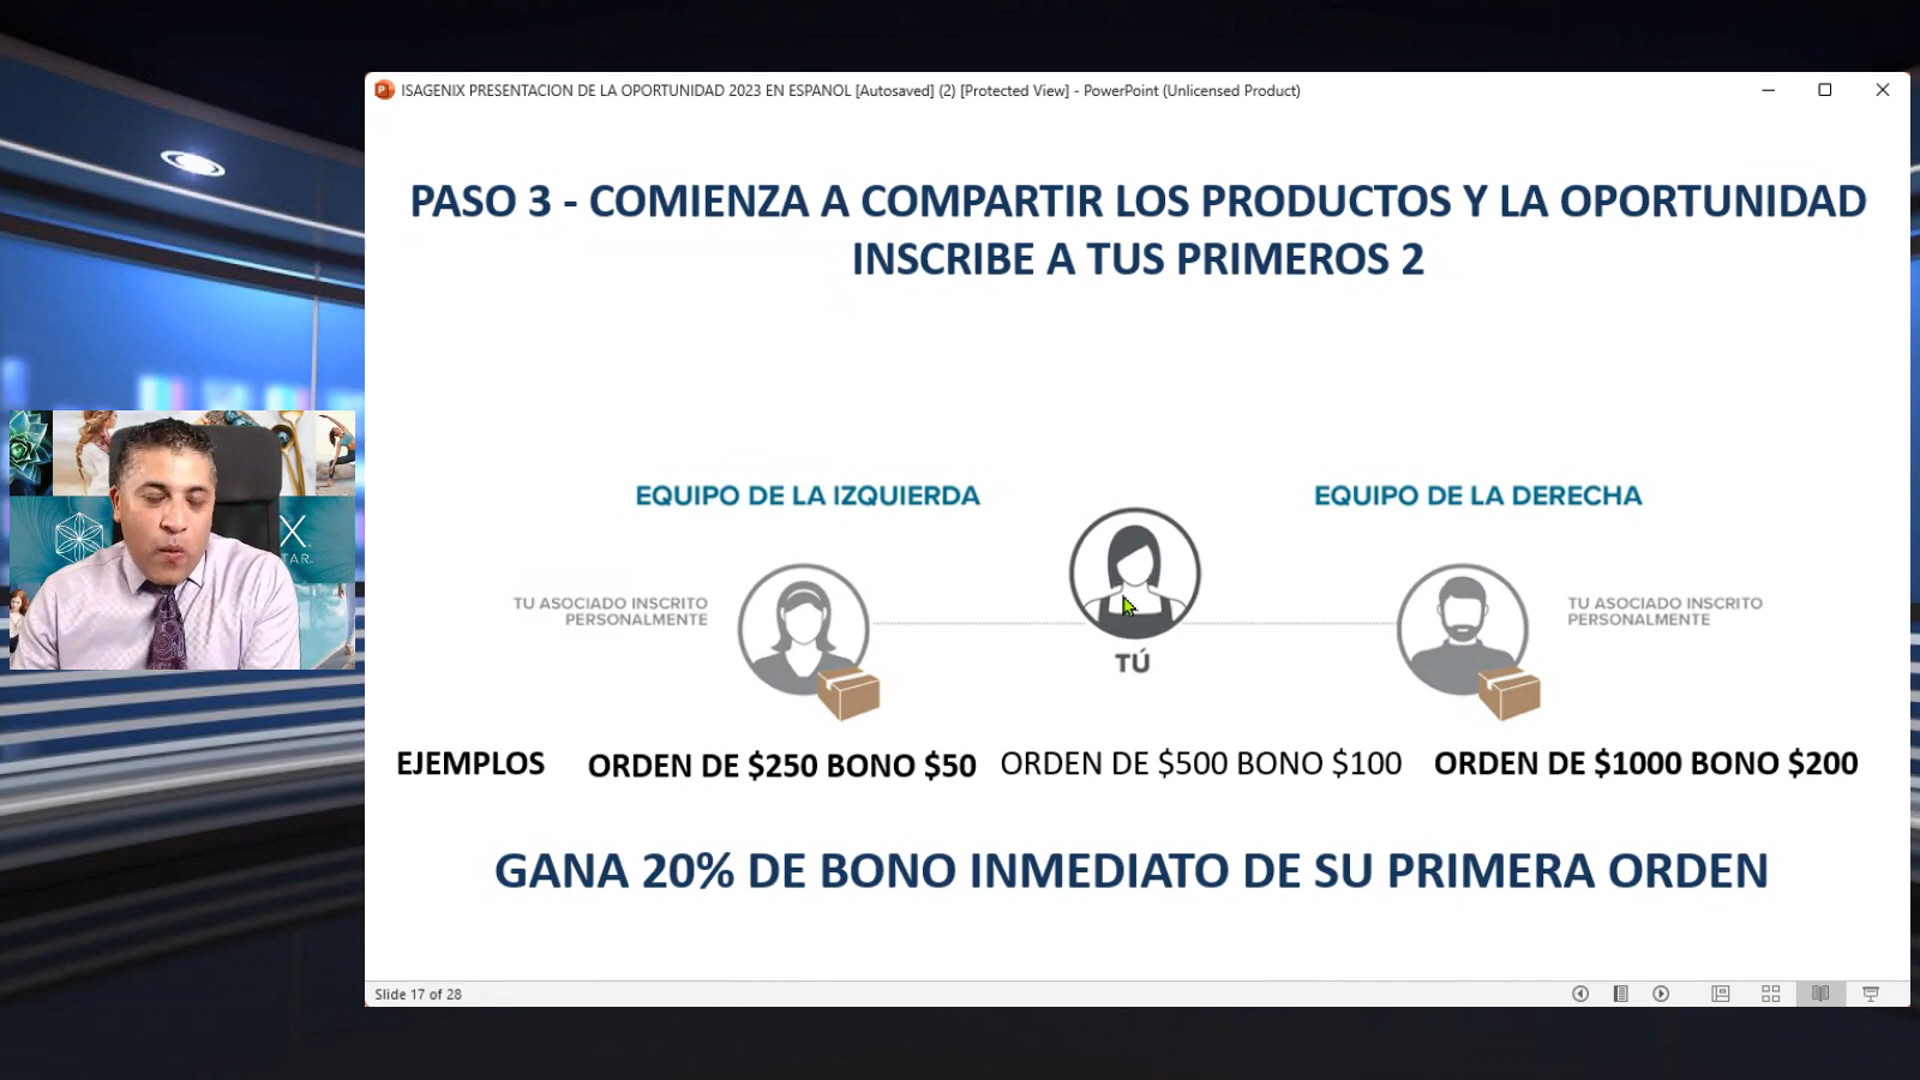 ISAGENIX PRESENTACION DE LA OPORTUNIDAD 2023 EN ESPANOL [Autosaved] (2) [Protected View] - PowerPoint (Unlicensed Product)
PASO 3 - COMIENZA A COMPARTIR LOS PRODUCTOS Y LA OPORTUNIDAD
INSCRIBE A TUS PRIMEROS 2
EQUIPO DE LA IZQUIERDA
EQUIPO DE LA DERECHA
TU ASOCIADO INSCRITO
PERSONALMENTE
TU ASOCIADO INSCRITO
PERSONALMENTE
TÚ
X
TAR
EJEMPLOS
ORDEN DE $250 BONO $50
ORDEN DE $500 BONO $100
ORDEN DE $1000 BONO $200
GANA 20% DE BONO INMEDIATO DE SU PRIMERA ORDEN
Slide 17 of 28